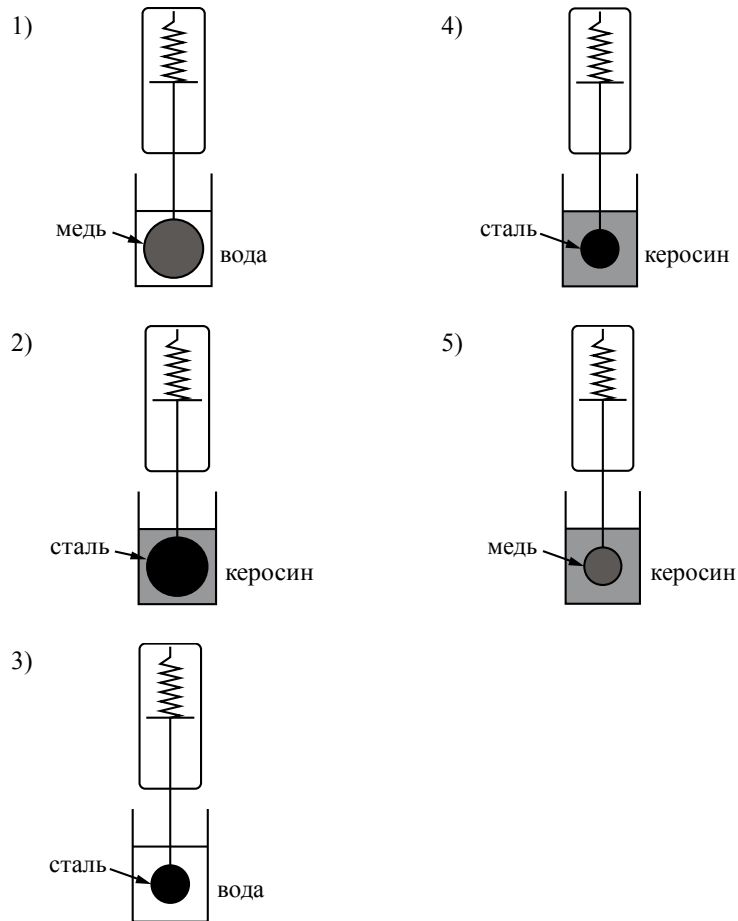 1)
медь
вода
2)
сталь
керосин
3)
сталь
вода
4)
сталь
керосин
5)
медь
керосин